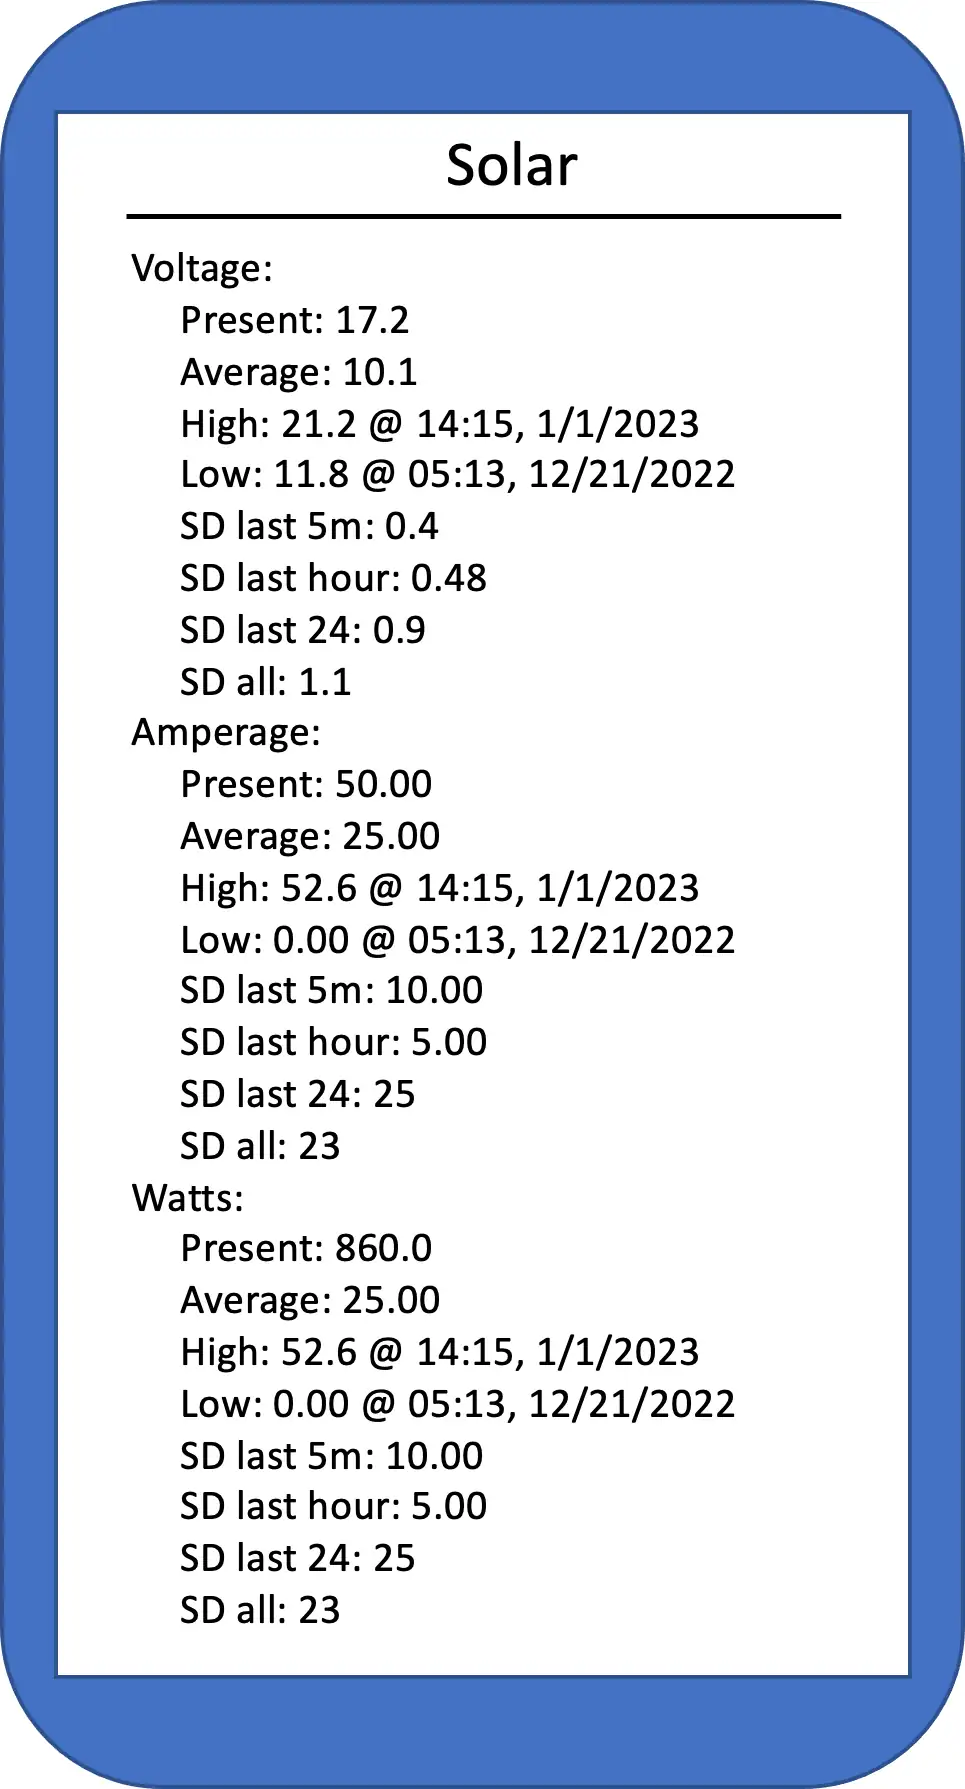 Solar
Voltage:
Present: 17.2
Average: 10.1
High: 21.2 @ 14:15, 1/1/2023
Low: 11.8 @ 05:13, 12/21/2022
SD last 5m: 0.4
SD last hour: 0.48
SD last 24: 0.9
SD all: 1.1
Amperage:
Present: 50.00
Average: 25.00
High: 52.6 @ 14:15, 1/1/2023
Low: 0.00 @ 05:13, 12/21/2022
SD last 5m: 10.00
SD last hour: 5.00
SD last 24: 25
SD all: 23
Watts:
Present: 860.0
Average: 25.00
High: 52.6 @ 14:15, 1/1/2023
Low: 0.00 @ 05:13, 12/21/2022
SD last 5m: 10.00
SD last hour: 5.00
SD last 24: 25
SD all: 23